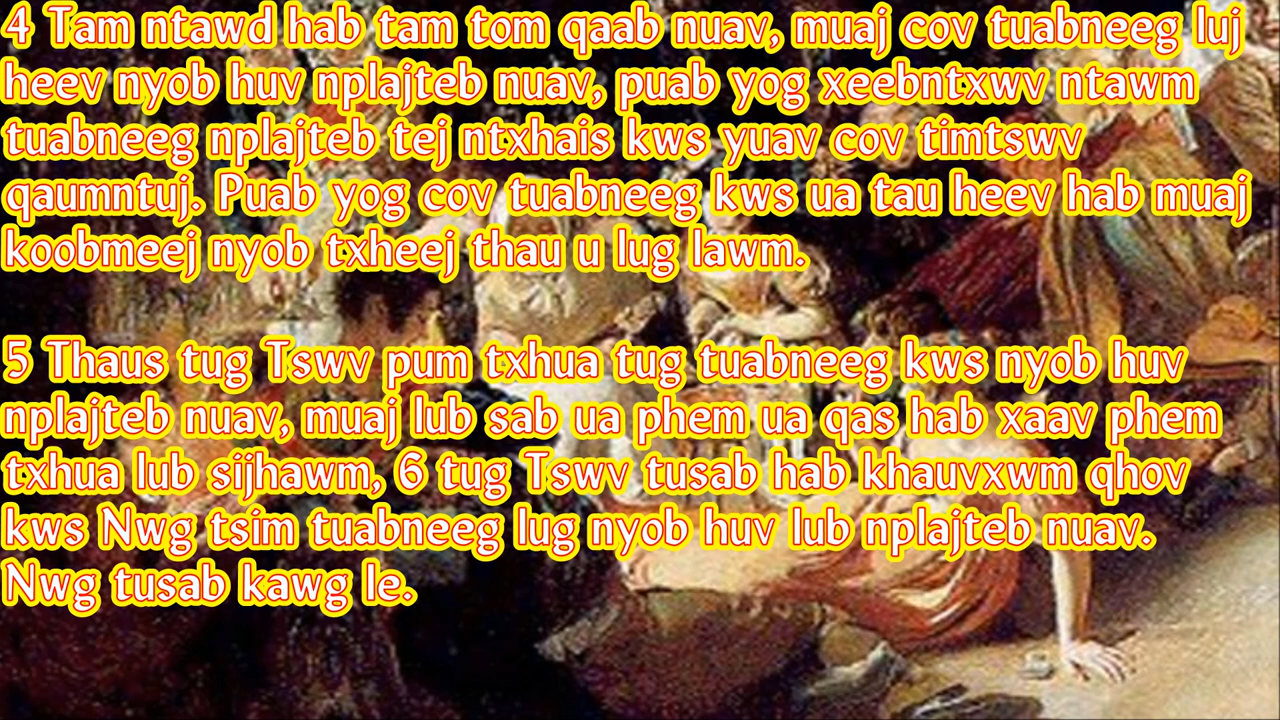 4 Tam ntawd hab tam tom qaab nuav, muaj cov tuabneeg luj
heev nyob huv nplajteb nuav, puab yog xeebntxwv ntawm
tuabneeg nplajteb tej ntxhais kws yuav cov timtswv
qaumntuj. Puab yog cov tuabneeg kws ua tau heev hab muaj
koobmeej nyob txheej thau u lug lawm.
5 Thaus tug Tswv pum txhua tug tuabneeg kws nyob huv
nplajteb nuav, muaj lub sab ua phem ua qas hab xaav phem
txhua lub sijhawm, 6 tug Tswv tusab hab khauvxwm qhov
kws Nwg tsim tuabneeg lug nyob huv lub nplajteb nuav.
Nwg tusab kawg le.